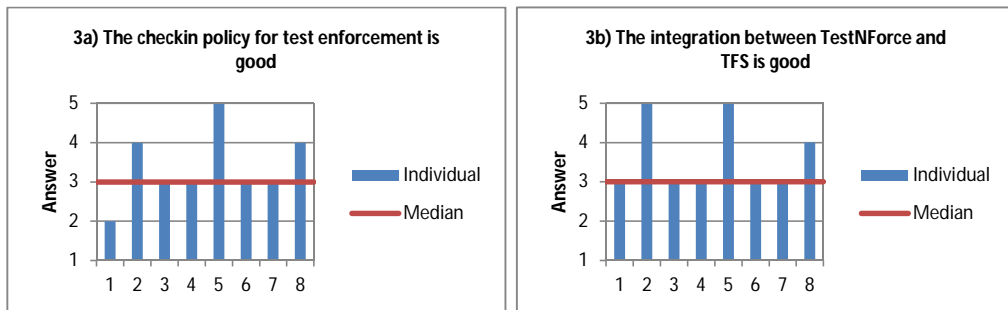 3a) The checkin policy for test enforcement is
good
5
4
3
2
1
Answer
1 2 3 4 5 6 7 8
Individual
Median
3b) The integration between TestNForce and
TFS is good
5
4
3
2
1
Answer
1 2 3 4 5 6 7 8
Individual
Median